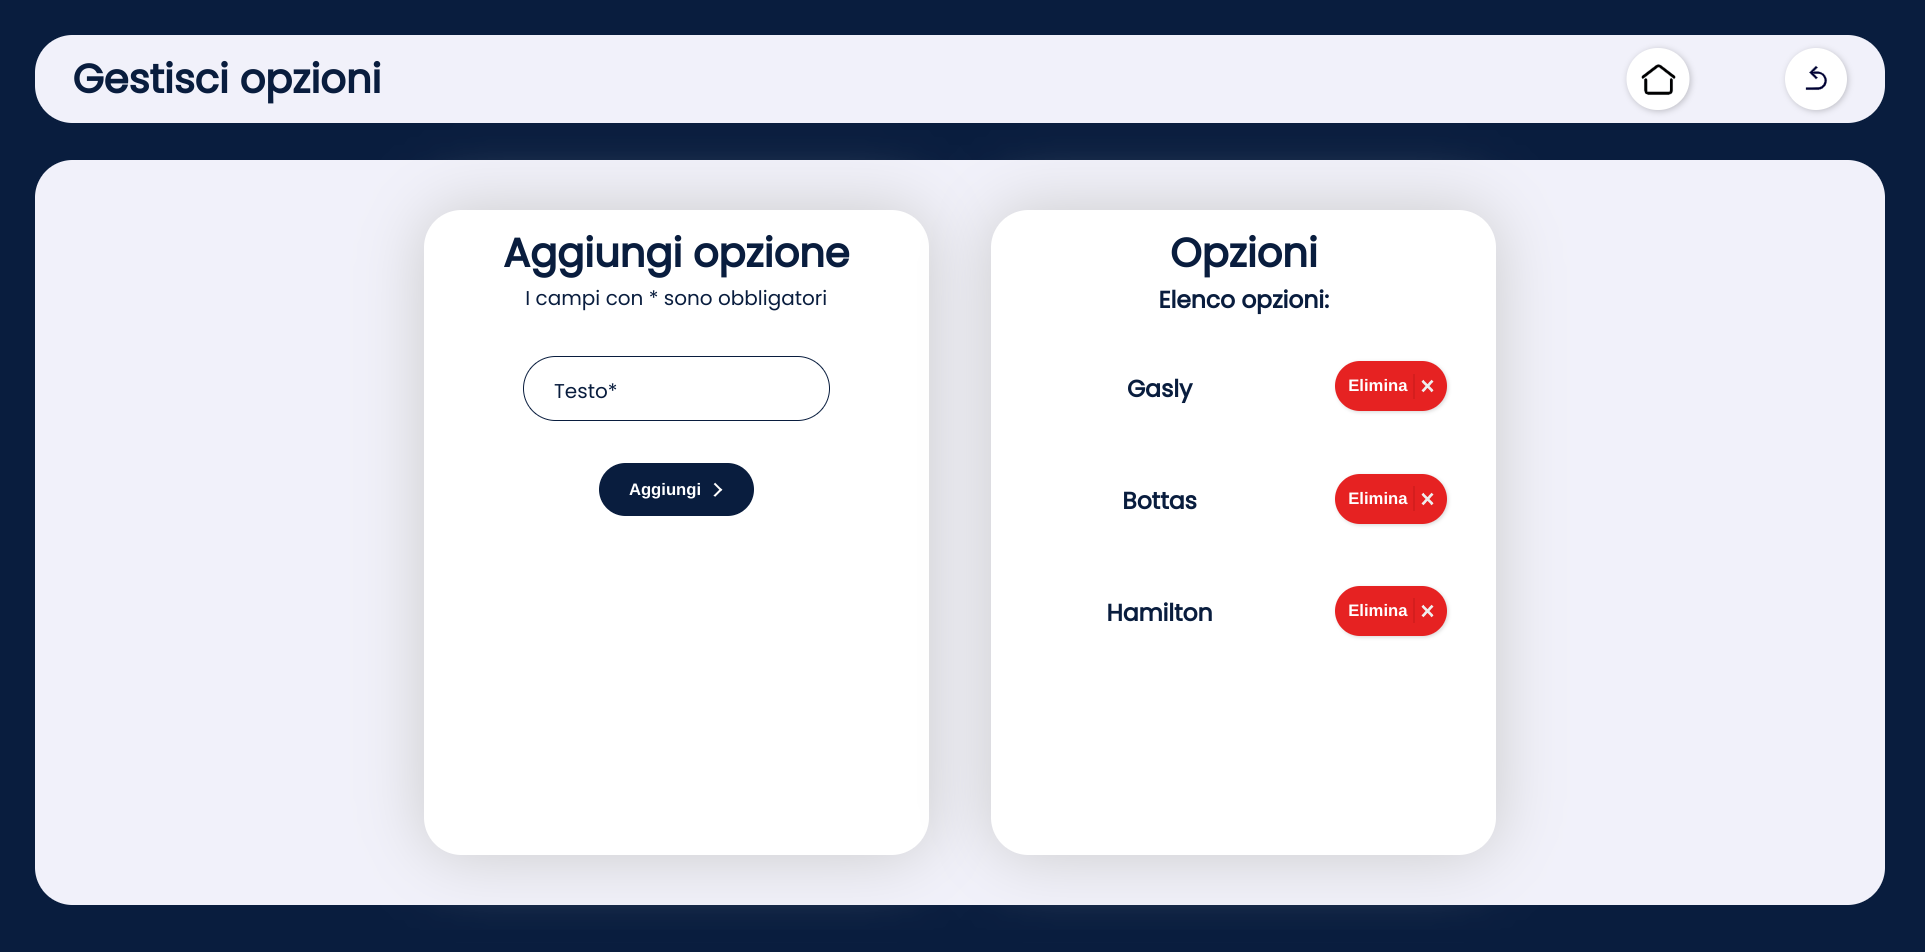 Gestisci opzioni
Aggiungi opzione
I campi con * sono obbligatori
Testo*
Aggiungi
Opzioni
Elenco opzioni:
Gasly Elimina
Bottas Elimina
Hamilton Elimina